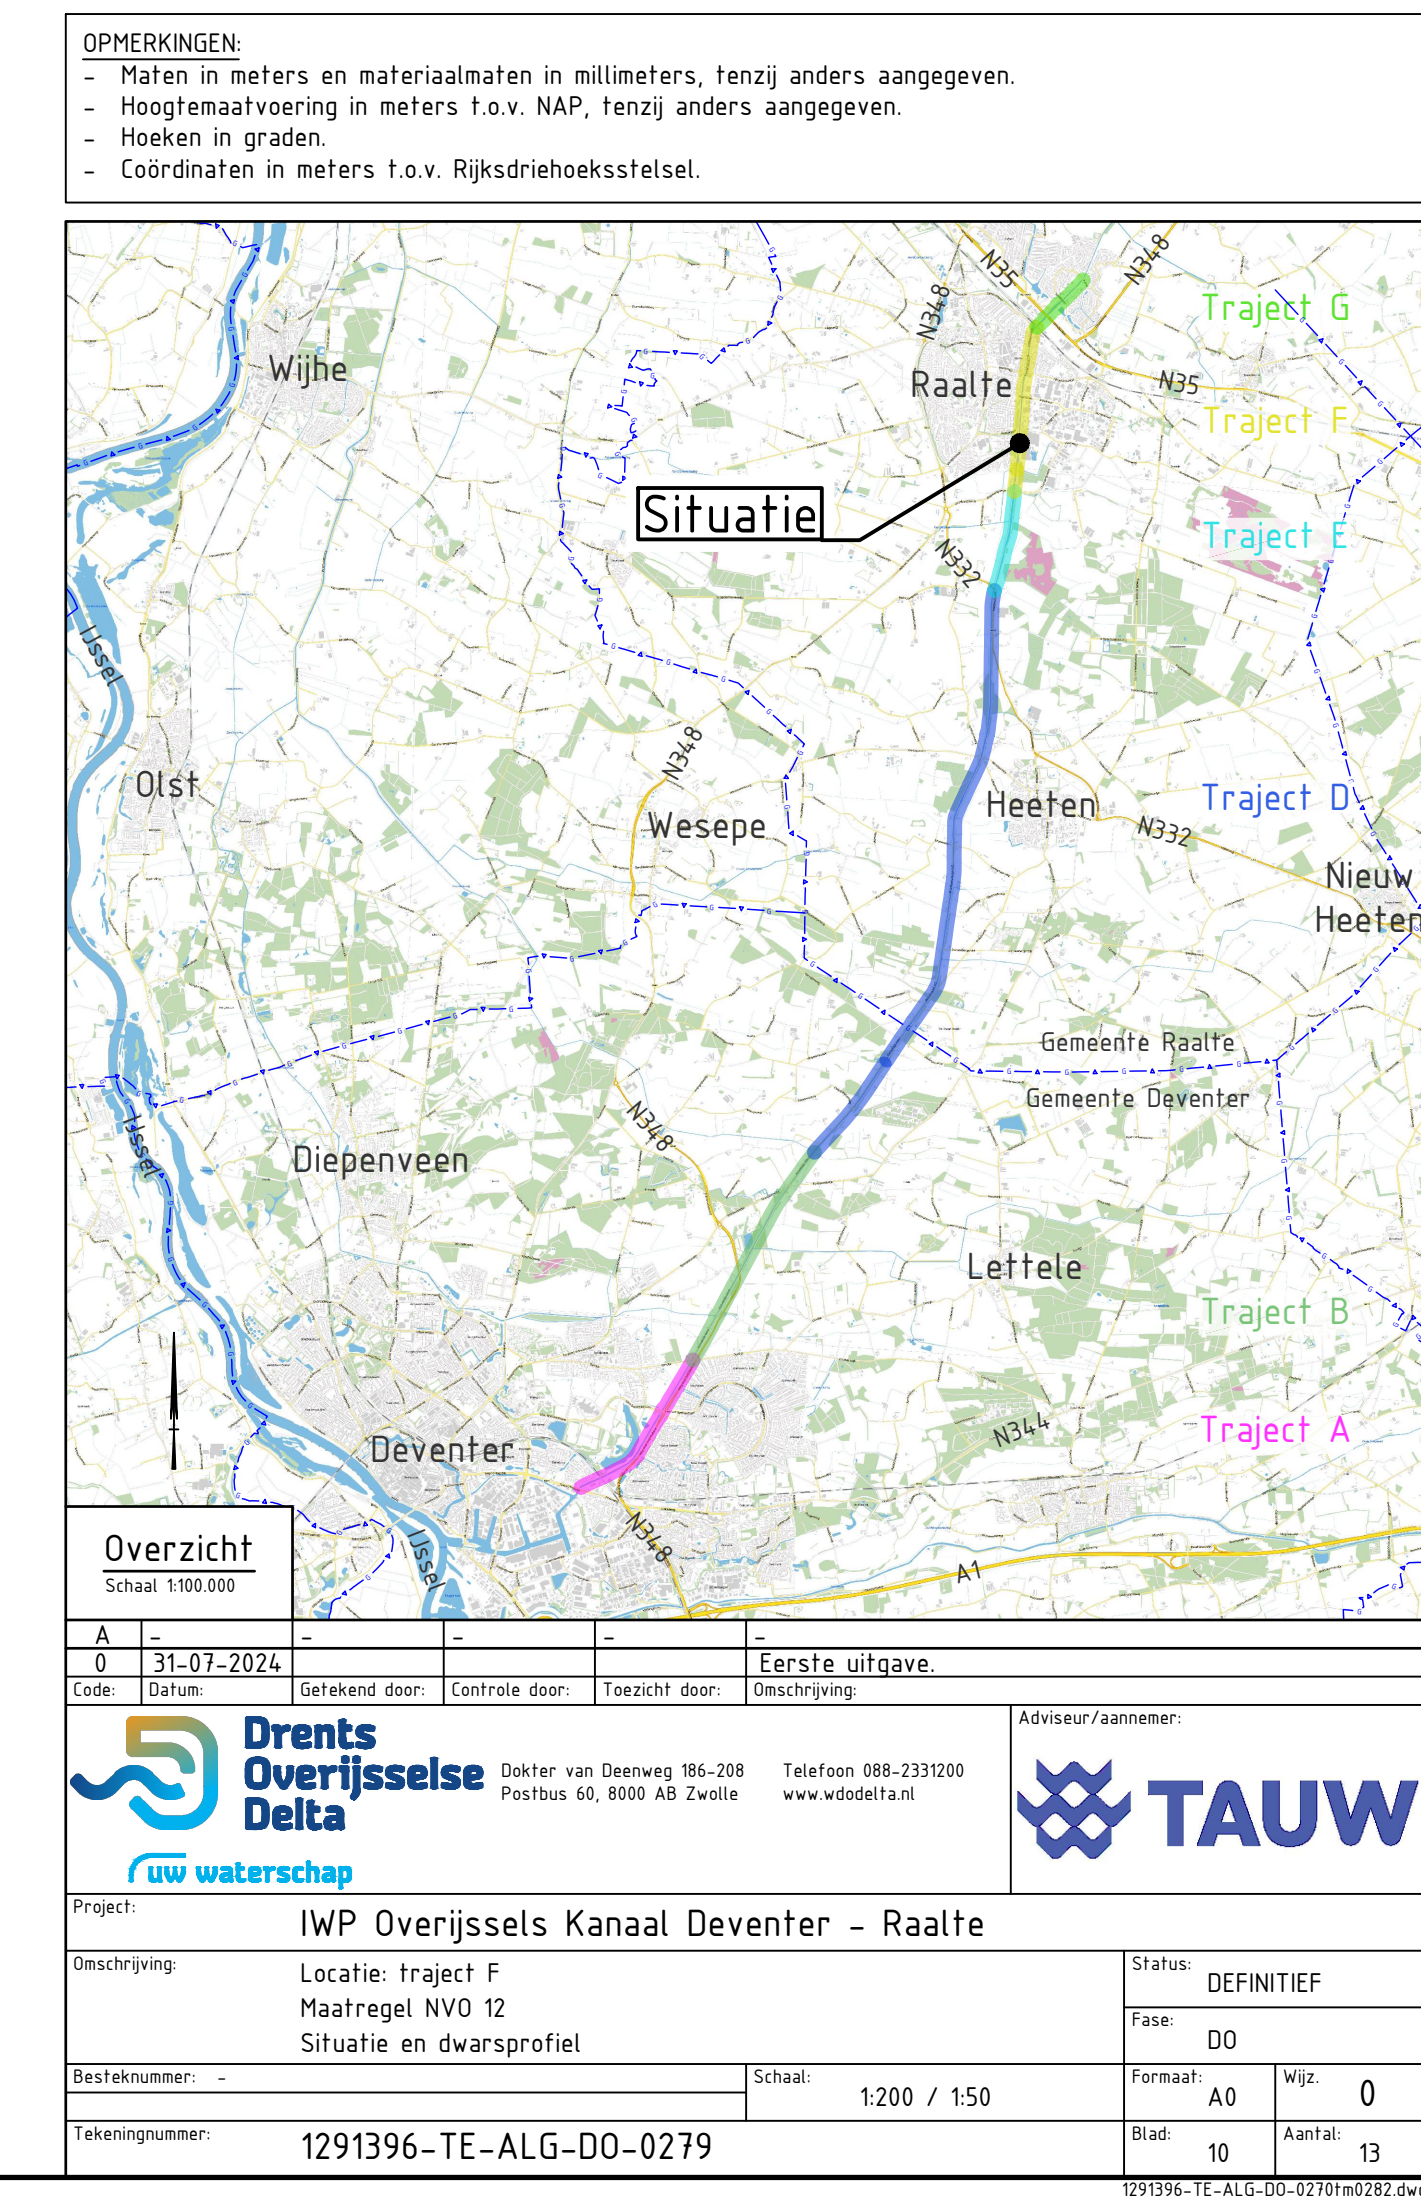 OPMERKINGEN:
- Maten in meters en materiaalmaten in millimeters, tenzij anders aangegeven.
- Hoogtemaatvoering in meters t.o.v. NAP, tenzij anders aangegeven.
- Hoeken in graden.
- Coördinaten in meters t.o.v. Rijksdriehoeksstelsel.
N35
N348
N348
Traject G
Wijhe
Raalte
N35
Traject F
Situatie
Traject E
N332
IJssel
N348
Olst
Wesepe
Heeten
Traject D
N332
Nieuw
Heeten
Gemeente Raalte
Gemeente Deventer
N348
IJssel
Diepenveen
Lettele
Traject B
N344
Traject A
Deventer
N348
IJssel
A1
Overzicht
Schaal 1:100.000
A - - - - -
0 31-07-2024 Eerste uitgave.
Code: Datum: Getekend door: Controle door: Toezicht door: Omschrijving:
Drents
Overijsselse
Delta
uw waterschap
Dokter van Deenweg 186-208 Telefoon 088-2331200
Postbus 60, 8000 AB Zwolle www.wdodelta.nl
Adviseur/aannemer:
TAUW
Project: IWP Overijssels Kanaal Deventer - Raalte
Omschrijving: Locatie: traject F
Maatregel NVO 12
Situatie en dwarsprofiel
Status: DEFINITIEF
Fase: DO
Besteknummer: -
Schaal: 1:200 / 1:50
Formaat: A0
Wijz. 0
Tekeningnummer: 1291396-TE-ALG-DO-0279
Blad: 10
Aantal: 13
1291396-TE-ALG-DO-0270tm0282.dw